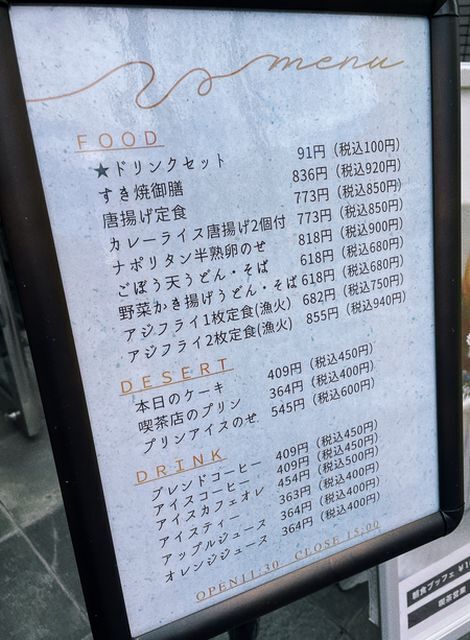 menu
FOOD
★ドリンクセット 91円（税込100円）
すき焼御膳 836円（税込920円）
唐揚げ定食 773円（税込850円）
カレーライス唐揚げ2個付 773円（税込850円）
ナポリタン半熟卵のせ 818円（税込900円）
ごぼう天うどん・そば 618円（税込680円）
野菜かき揚げうどん・そば 618円（税込680円）
アジフライ1枚定食(漁火) 682円（税込750円）
アジフライ2枚定食(漁火) 855円（税込940円）
DESERT
本日のケーキ 409円（税込450円）
喫茶店のプリン 364円（税込400円）
プリンアイスのせ 545円（税込600円）
DRINK
ブレンドコーヒー 409円（税込450円）
アイスコーヒー 409円（税込450円）
アイスカフェオレ 454円（税込500円）
アイスティー 363円（税込400円）
アップルジュース 364円（税込400円）
オレンジジュース 364円（税込400円）
OPEN11:30 CLOSE 15:00
朝食ブッフェ
喫茶営業